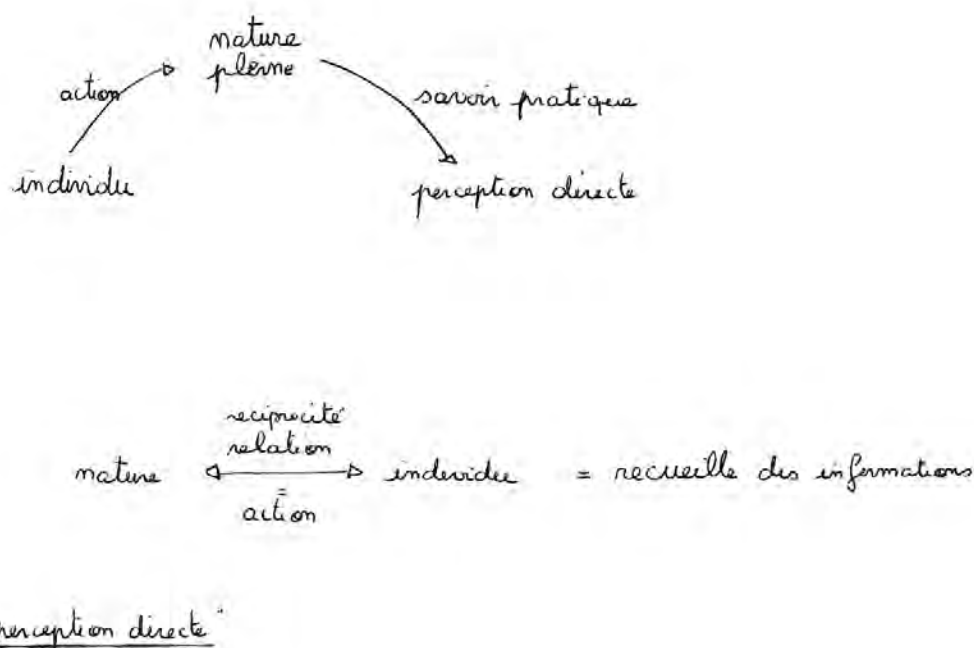 nature
pleine
action
savoir pratique
individu
perception directe
réciprocité
relation
nature individu = recueille des informations
=
action
perception directe"